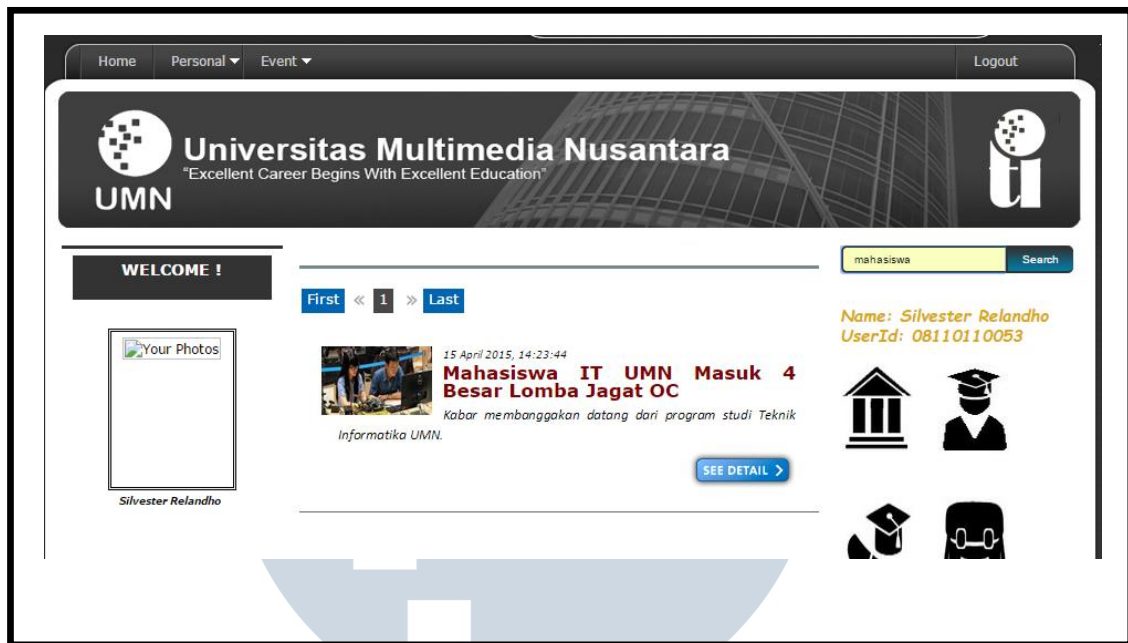 Home Personal Event Logout
UMN
Universitas Multimedia Nusantara
"Excellent Career Begins With Excellent Education"
ti
WELCOME !
Your Photos
Silvester Relandho
First « 1 » Last
15 April 2015, 14:23:44
Mahasiswa IT UMN Masuk 4
Besar Lomba Jagat OC
Kabar membanggakan datang dari program studi Teknik
Informatika UMN.
SEE DETAIL >
mahasiswa Search
Name: Silvester Relandho
UserId: 08110110053